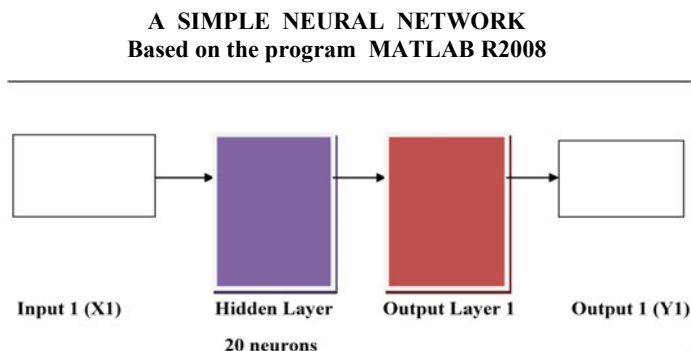 A SIMPLE NEURAL NETWORK
Based on the program MATLAB R2008
Input 1 (X1)
Hidden Layer
20 neurons
Output Layer 1
Output 1 (Y1)